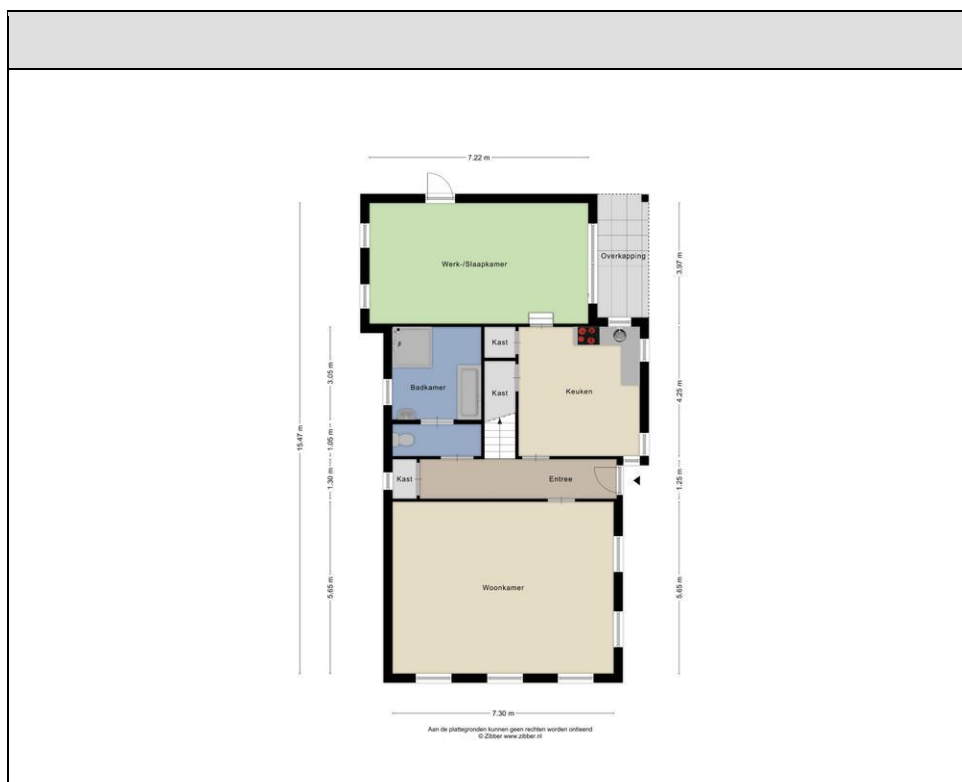 7.22 m
Werk-/Slaapkamer
Overkapping
3.97 m
Kast
Badkamer
Kast
Keuken
3.05 m
4.25 m
15.47 m
1.05 m
Kast
Entree
1.30 m
1.25 m
Woonkamer
5.65 m
5.65 m
7.30 m
Aan de plattegronden kunnen geen rechten worden ontleend
© Zibber www.zibber.nl